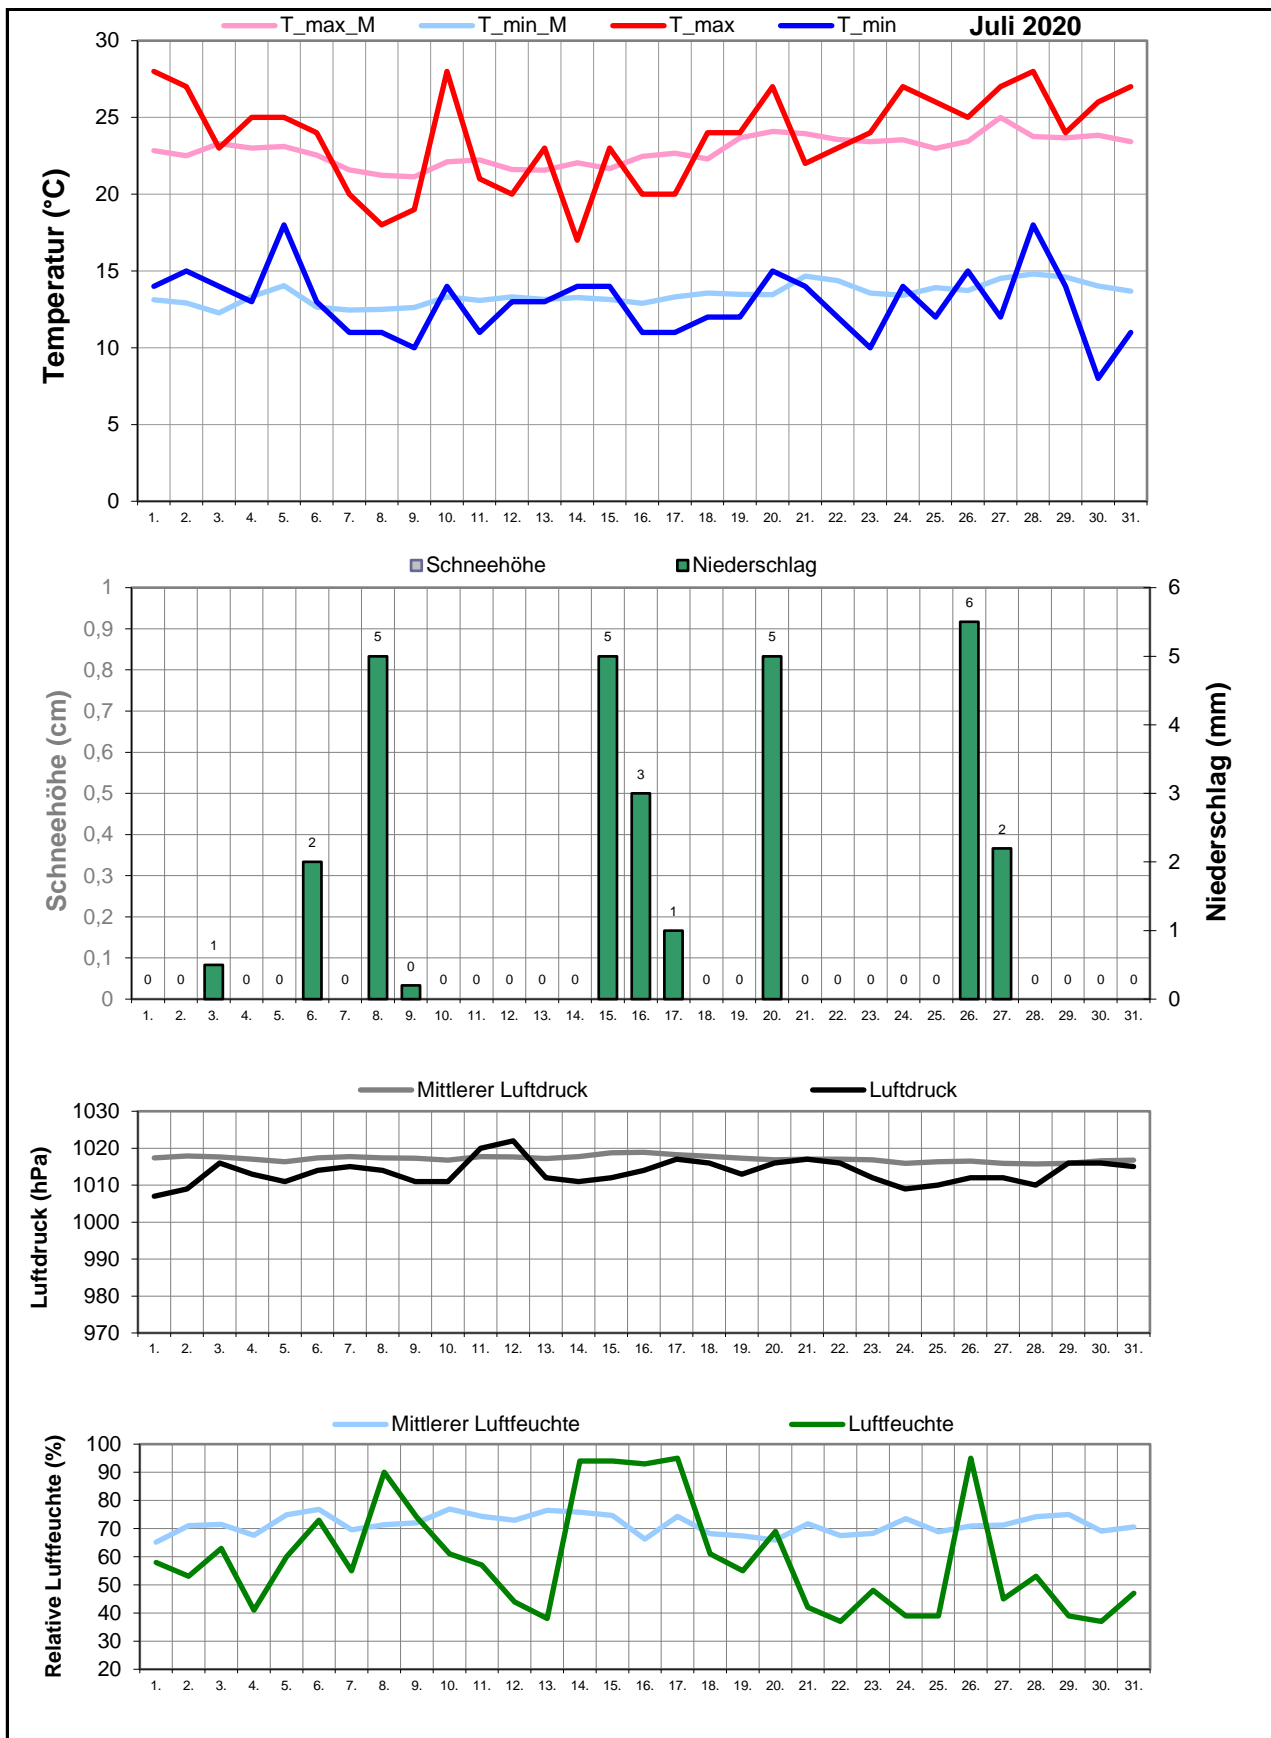 T_max_M T_min_M T_max T_min Juli 2020
30
25
20
15
10
5
0
Temperatur (°C)
1. 2. 3. 4. 5. 6. 7. 8. 9. 10. 11. 12. 13. 14. 15. 16. 17. 18. 19. 20. 21. 22. 23. 24. 25. 26. 27. 28. 29. 30. 31.
Schneehöhe Niederschlag
1
0,9
0,8
0,7
0,6
0,5
0,4
0,3
0,2
0,1
0
Schneehöhe (cm)
0 0 1 0 0 2 0 5 0 0 0 0 0 0 5 3 1 0 0 5 0 0 0 0 0 6 2 0 0 0 0
6
5
4
3
2
1
0
Niederschlag (mm)
1. 2. 3. 4. 5. 6. 7. 8. 9. 10. 11. 12. 13. 14. 15. 16. 17. 18. 19. 20. 21. 22. 23. 24. 25. 26. 27. 28. 29. 30. 31.
Mittlerer Luftdruck Luftdruck
1030
1020
1010
1000
990
980
970
Luftdruck (hPa)
1. 2. 3. 4. 5. 6. 7. 8. 9. 10. 11. 12. 13. 14. 15. 16. 17. 18. 19. 20. 21. 22. 23. 24. 25. 26. 27. 28. 29. 30. 31.
Mittlerer Luftfeuchte Luftfeuchte
100
90
80
70
60
50
40
30
20
Relative Luftfeuchte (%)
1. 2. 3. 4. 5. 6. 7. 8. 9. 10. 11. 12. 13. 14. 15. 16. 17. 18. 19. 20. 21. 22. 23. 24. 25. 26. 27. 28. 29. 30. 31.